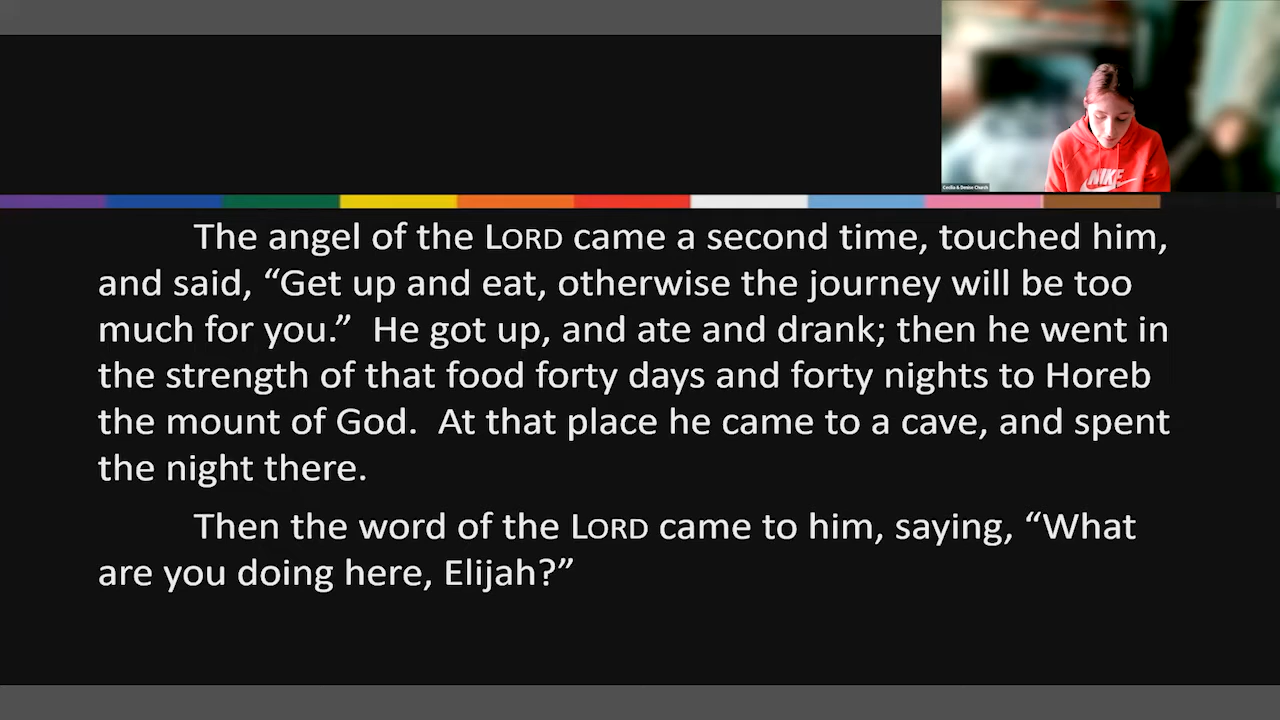 NIKE
Cecilia & Denise Church
The angel of the LORD came a second time, touched him,
and said, “Get up and eat, otherwise the journey will be too
much for you.” He got up, and ate and drank; then he went in
the strength of that food forty days and forty nights to Horeb
the mount of God. At that place he came to a cave, and spent
the night there.
Then the word of the LORD came to him, saying, “What
are you doing here, Elijah?”